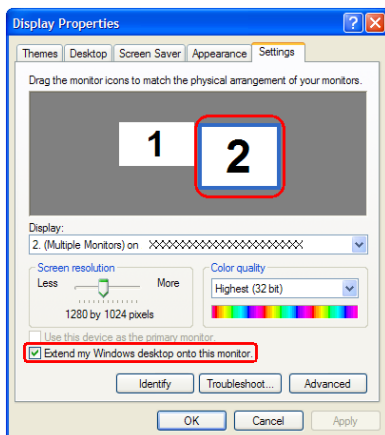 Display Properties
Themes Desktop Screen Saver Appearance Settings
Drag the monitor icons to match the physical arrangement of your monitors.
1 2
Display:
2. (Multiple Monitors) on XXXXXXXXXXXXXXXXXXXXXXX
Screen resolution Color quality
Less More Highest (32 bit)
1280 by 1024 pixels
Use this device as the primary monitor.
Extend my Windows desktop onto this monitor.
Identify Troubleshoot... Advanced
OK Cancel Apply